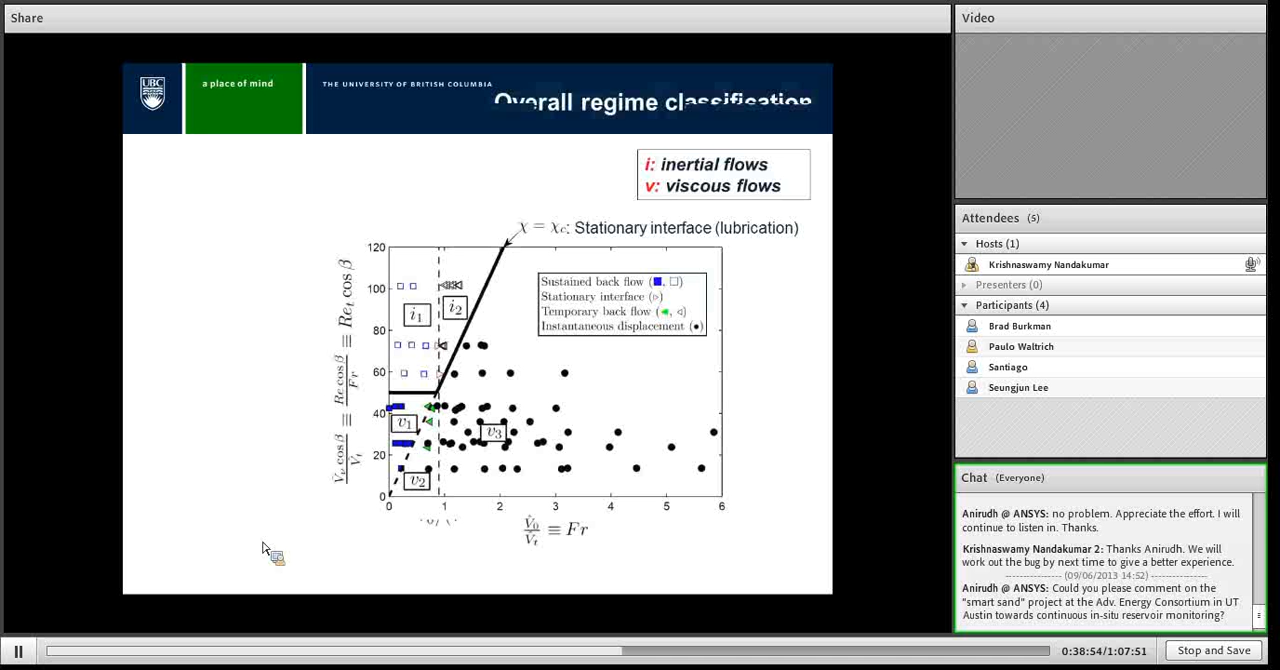 Share
Video
UBC
a place of mind
THE UNIVERSITY OF BRITISH COLUMBIA
Overall regime classification
i: inertial flows
v: viscous flows
χ = χc: Stationary interface (lubrication)
120
100
80
60
40
20
0
0 1 2 3 4 5 6
Sustained back flow (■, □)
Stationary interface (▹)
Temporary back flow (◄, ◃)
Instantaneous displacement (●)
i1
i2
v1
v2
v3
V̂ν cos β / V̂t ≡ Re cos β / Fr ≡ Ret cos β
V̂0 / V̂t ≡ Fr
Attendees (5)
Hosts (1)
Krishnaswamy Nandakumar
Presenters (0)
Participants (4)
Brad Burkman
Paulo Waltrich
Santiago
Seungjun Lee
Chat (Everyone)
Anirudh @ ANSYS: no problem. Appreciate the effort. I will
continue to listen in. Thanks.
Krishnaswamy Nandakumar 2: Thanks Anirudh. We will
work out the bug by next time to give a better experience.
---------------- (09/06/2013 14:52) ----------------
Anirudh @ ANSYS: Could you please comment on the
"smart sand" project at the Adv. Energy Consortium in UT
Austin towards continuous in-situ reservoir monitoring?
0:38:54/1:07:51
Stop and Save